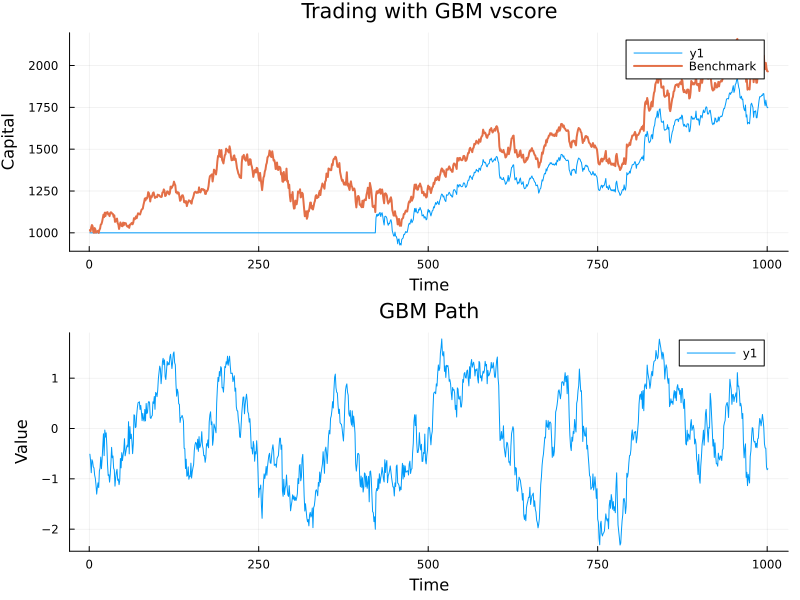 Trading with GBM vscore
y1
Benchmark
2000
1750
1500
1250
1000
Capital
0 250 500 750 1000
Time
GBM Path
y1
1
0
−1
−2
Value
0 250 500 750 1000
Time